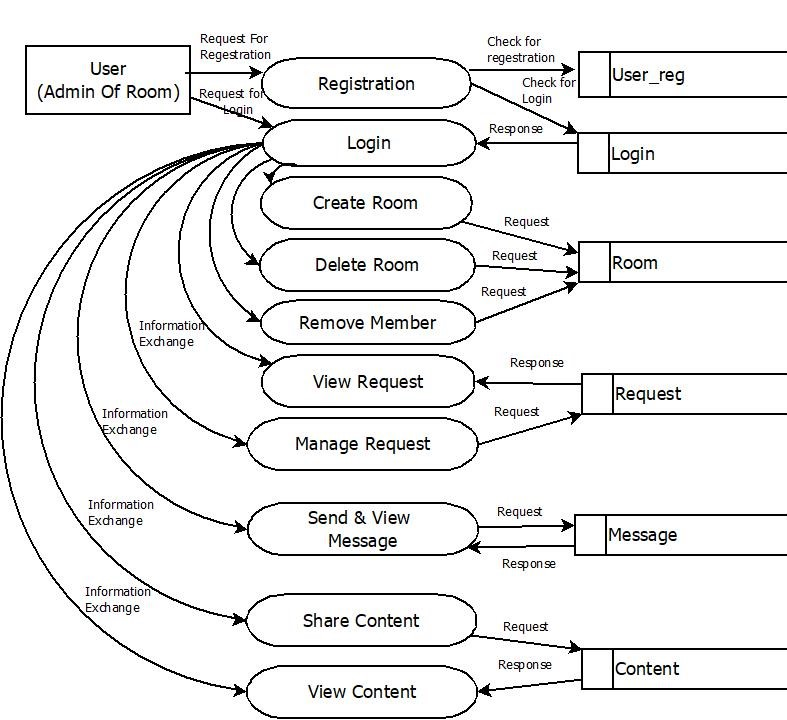 Request For
Regestration
Check for
regestration
User
(Admin Of Room)
Registration
User_reg
Request for
Login
Check for
Login
Response
Login
Login
Create Room
Request
Delete Room
Request
Room
Remove Member
Request
Information
Exchange
View Request
Response
Request
Manage Request
Request
Information
Exchange
Send & View
Message
Request
Message
Response
Information
Exchange
Information
Exchange
Share Content
Request
Response
Content
View Content